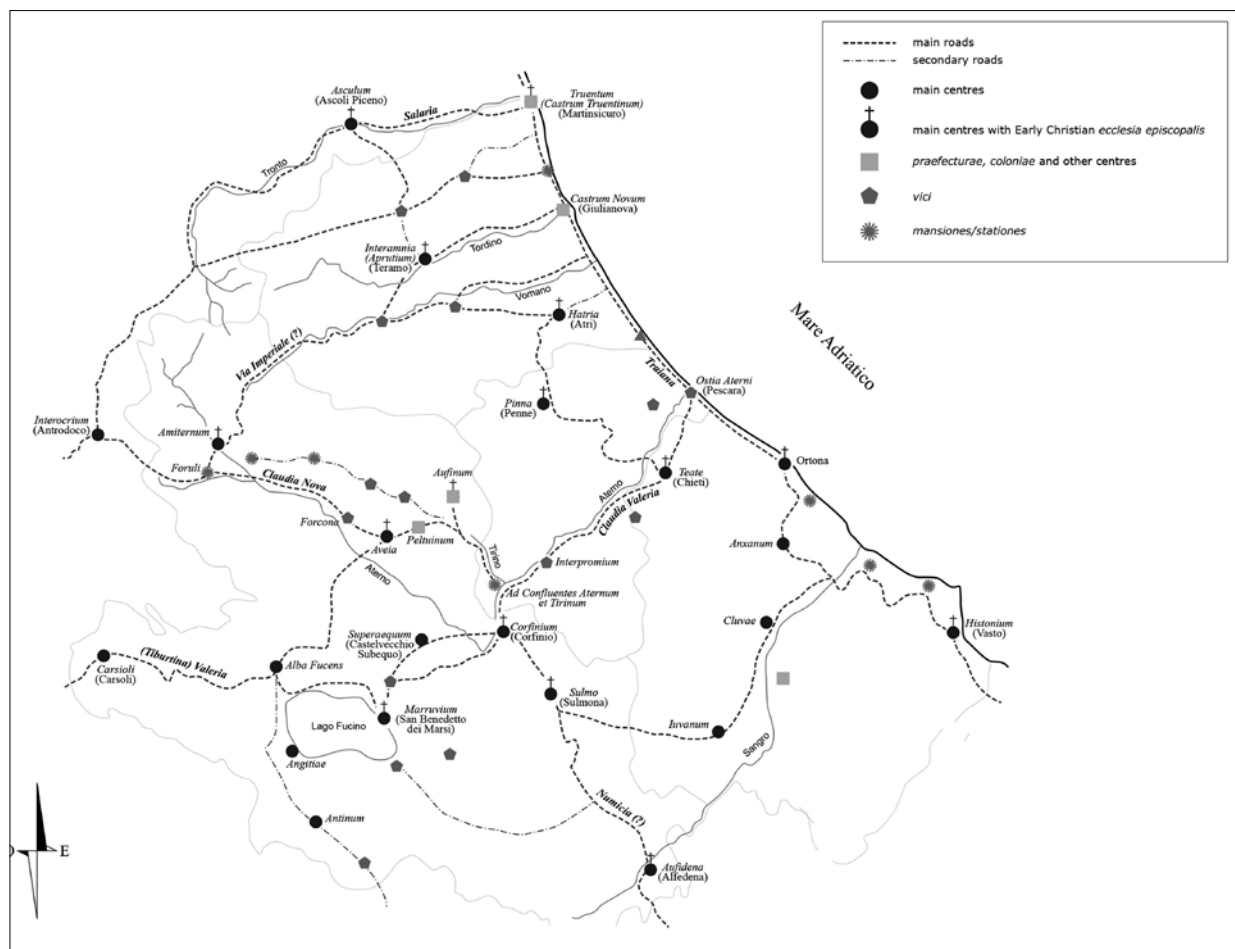 main roads
secondary roads
main centres
main centres with Early Christian ecclesia episcopalis
praefecturae, coloniae and other centres
vici
mansiones/stationes
Asculum
(Ascoli Piceno)
Salaria
Truentum
(Castrum Truentinum)
(Martinsicuro)
Tronto
Castrum Novum
(Giulianova)
Interamnia
(Aprutium)
(Teramo)
Tordino
Vomano
Hatria
(Atri)
Mare Adriatico
Via Imperiale (?)
Traiana
Ostia Aterni
(Pescara)
Pinna
(Penne)
Interocrium
(Antrodoco)
Amiternum
Foruli
Claudia Nova
Aufinum
Teate
(Chieti)
Ortona
Aterno
Claudia Valeria
Forcona
Aveia
Peltuinum
Tirino
Interpromium
Anxanum
Aterno
Ad Confluentes Aternum
et Tirinum
Superaequum
(Castelvecchio
Subequo)
Corfinium
(Corfinio)
Cluvae
Histonium
(Vasto)
(Tiburtina) Valeria
Carsioli
(Carsoli)
Alba Fucens
Sulmo
(Sulmona)
Lago Fucino
Marruvium
(San Benedetto
dei Marsi)
Iuvanum
Sangro
Angitiae
Numicia (?)
Antinum
O E
Aufidena
(Alfedena)